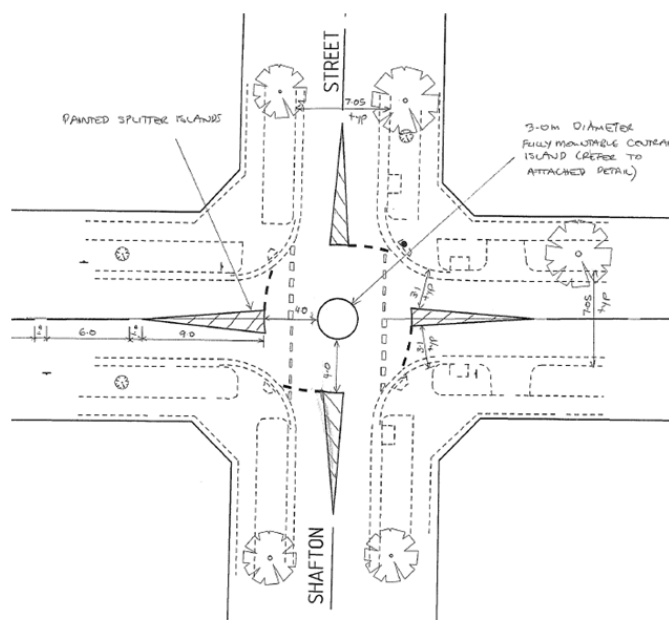 STREET
7.05
typ
PAINTED SPLITTER ISLANDS
3.0m DIAMETER
FULLY MOUNTABLE CENTRA
ISLAND (REFER TO
ATTACHED DETAIL)
4.0
3.1
typ
7.05
typ
3.1
typ
6.0
9.0
4.0
SHAFTON